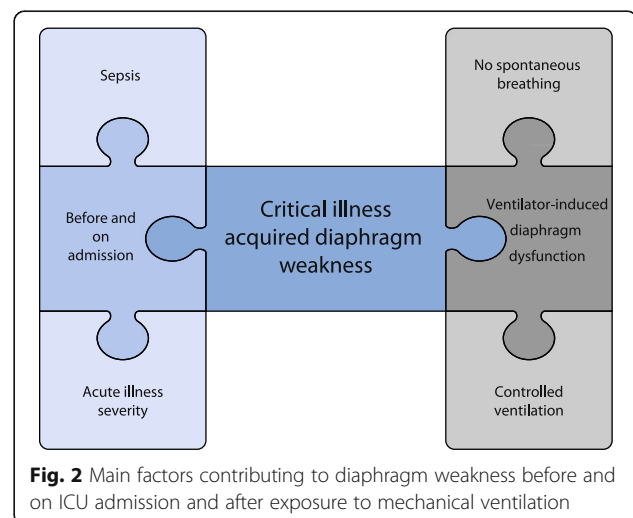 Sepsis
No spontaneous
breathing
Before and
on
admission
Critical illness
acquired diaphragm
weakness
Ventilator-induced
diaphragm
dysfunction
Acute illness
severity
Controlled
ventilation
Fig. 2 Main factors contributing to diaphragm weakness before and
on ICU admission and after exposure to mechanical ventilation